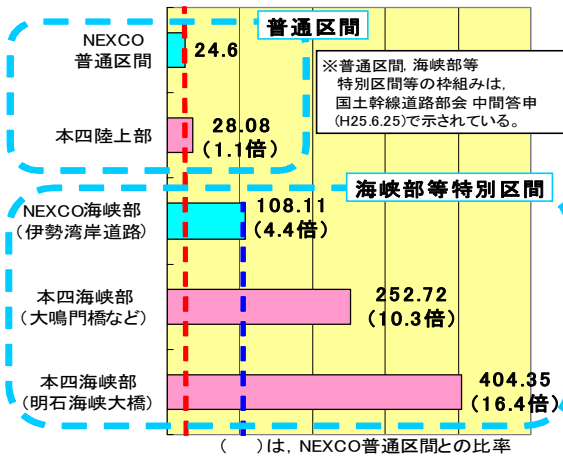 普通区間
NEXCO
普通区間
24.6
※普通区間、海峡部等
特別区間等の枠組みは、
国土幹線道路部会 中間答申
(H25.6.25)で示されている。
本四陸上部
28.08
(1.1倍)
海峡部等特別区間
NEXCO海峡部
(伊勢湾岸道路)
108.11
(4.4倍)
本四海峡部
(大鳴門橋など)
252.72
(10.3倍)
本四海峡部
(明石海峡大橋)
404.35
(16.4倍)
(　)は、NEXCO普通区間との比率